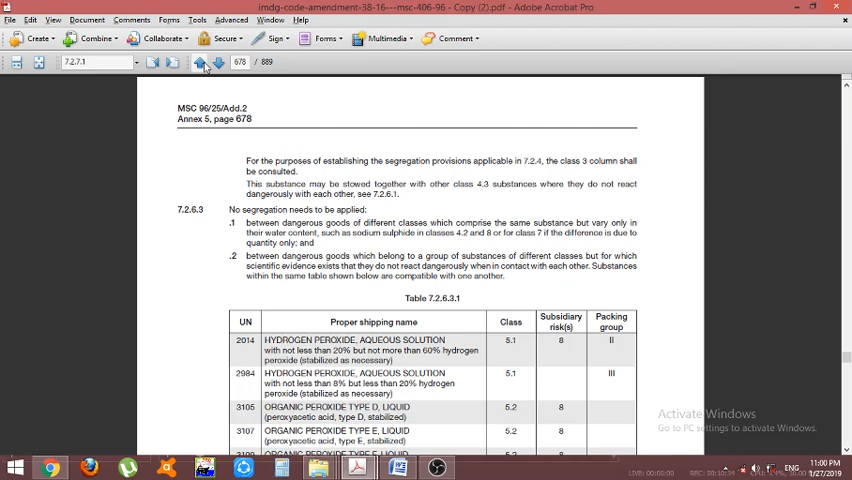 imdg-code-amendment-38-16---msc-406-96 - Copy (2).pdf - Adobe Acrobat Pro
File Edit View Document Comments Forms Tools Advanced Window Help
Create Combine Collaborate Secure Sign Forms Multimedia Comment
7.2.7.1 678 / 889
MSC 96/25/Add.2
Annex 5, page 678
For the purposes of establishing the segregation provisions applicable in 7.2.4, the class 3 column shall
be consulted.
This substance may be stowed together with other class 4.3 substances where they do not react
dangerously with each other, see 7.2.6.1.
7.2.6.3 No segregation needs to be applied:
.1 between dangerous goods of different classes which comprise the same substance but vary only in
their water content, such as sodium sulphide in classes 4.2 and 8 or for class 7 if the difference is due to
quantity only; and
.2 between dangerous goods which belong to a group of substances of different classes but for which
scientific evidence exists that they do not react dangerously when in contact with each other. Substances
within the same table shown below are compatible with one another.
Table 7.2.6.3.1
UN Proper shipping name Class Subsidiary risk(s) Packing group
2014 HYDROGEN PEROXIDE, AQUEOUS SOLUTION 5.1 8 II
with not less than 20% but not more than 60% hydrogen
peroxide (stabilized as necessary)
2984 HYDROGEN PEROXIDE, AQUEOUS SOLUTION 5.1 III
with not less than 8% but less than 20% hydrogen
peroxide (stabilized as necessary)
3105 ORGANIC PEROXIDE TYPE D, LIQUID 5.2 8
(peroxyacetic acid, type D, stabilized)
3107 ORGANIC PEROXIDE TYPE E, LIQUID 5.2 8
(peroxyacetic acid, type E, stabilized)
Activate Windows
Go to PC settings to activate Windows.
ENG
11:00 PM
1/27/2019
LIVE: 00:00:00